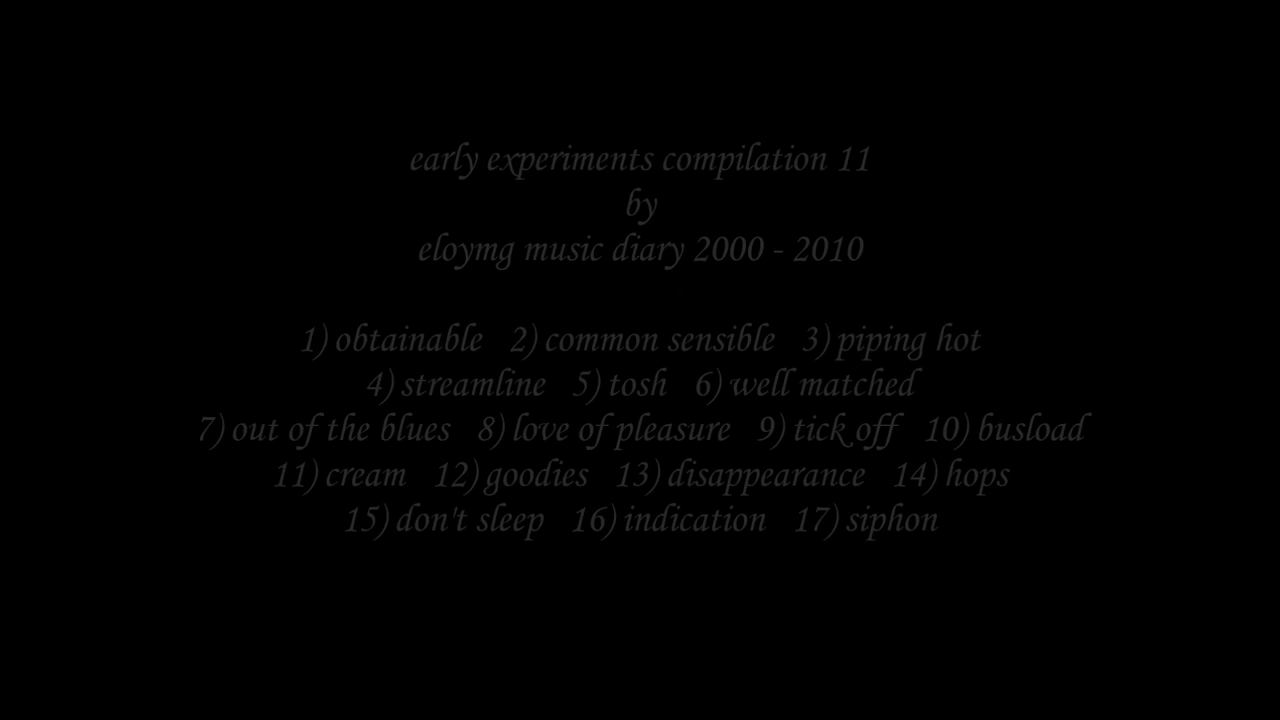 early experiments compilation 11
by
eloymg music diary 2000 - 2010
1) obtainable 2) common sensible 3) piping hot
4) streamline 5) tosh 6) well matched
7) out of the blues 8) love of pleasure 9) tick off 10) busload
11) cream 12) goodies 13) disappearance 14) hops
15) don't sleep 16) indication 17) siphon